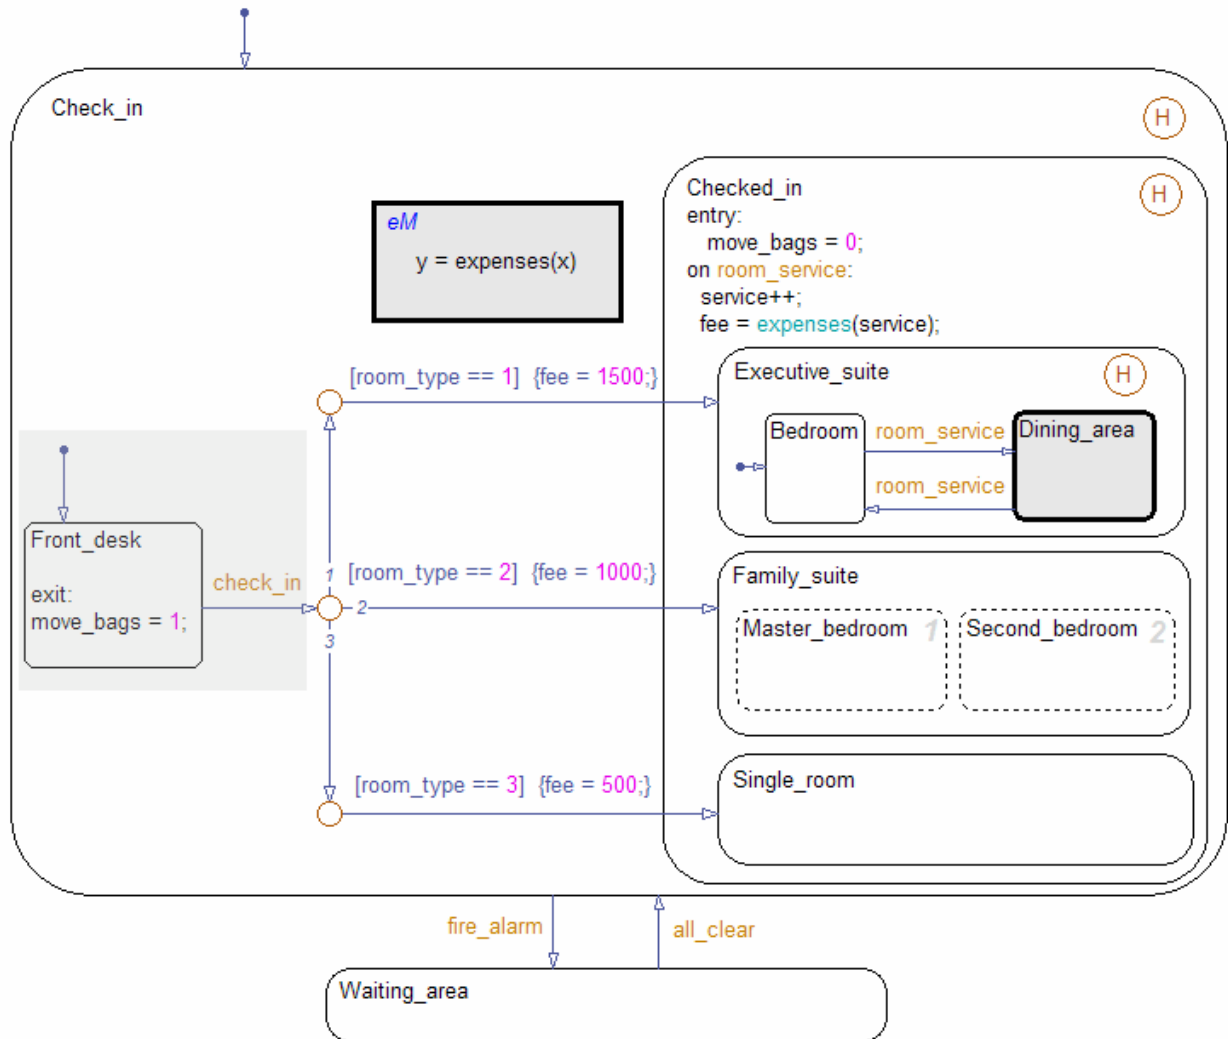 Check_in
H
Checked_in
H
entry:
move_bags = 0;
on room_service:
service++;
fee = expenses(service);
eM
y = expenses(x)
[room_type == 1] {fee = 1500;}
Executive_suite
H
Bedroom
room_service
Dining_area
room_service
Front_desk
exit:
move_bags = 1;
check_in
1
2
3
[room_type == 2] {fee = 1000;}
Family_suite
Master_bedroom 1
Second_bedroom 2
[room_type == 3] {fee = 500;}
Single_room
fire_alarm
all_clear
Waiting_area